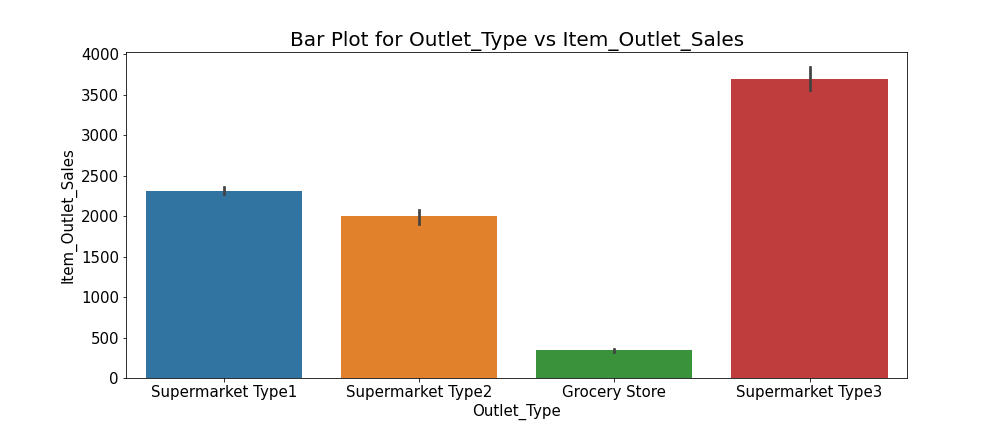 Bar Plot for Outlet_Type vs Item_Outlet_Sales
Item_Outlet_Sales
4000
3500
3000
2500
2000
1500
1000
500
0
Supermarket Type1 Supermarket Type2 Grocery Store Supermarket Type3
Outlet_Type